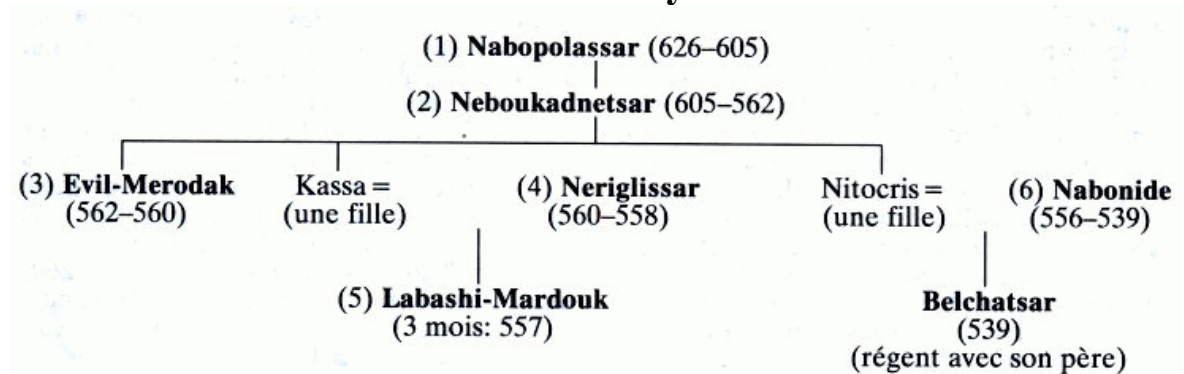 (1) Nabopolassar (626–605)
(2) Neboukadnetsar (605–562)
(3) Evil-Merodak Kassa = (4) Neriglissar Nitocris = (6) Nabonide
(562–560) (une fille) (560–558) (une fille) (556–539)
(5) Labashi-Mardouk Belchatsar
(3 mois: 557) (539)
(régent avec son père)